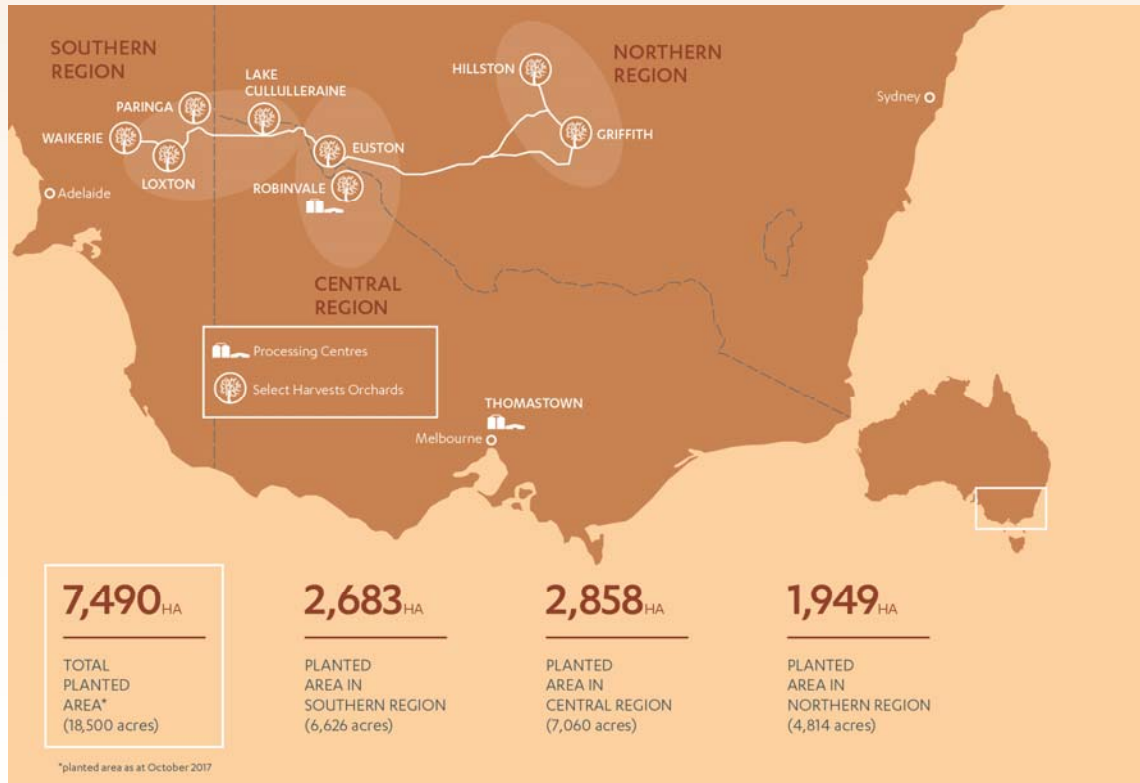 SOUTHERN
REGION
NORTHERN
REGION
HILLSTON
LAKE
CULLULLERAINE
Sydney
PARINGA
WAIKERIE
GRIFFITH
EUSTON
LOXTON
ROBINVALE
Adelaide
CENTRAL
REGION
Processing Centres
Select Harvests Orchards
THOMASTOWN
Melbourne
7,490HA
TOTAL
PLANTED
AREA*
(18,500 acres)
2,683HA
PLANTED
AREA IN
SOUTHERN REGION
(6,626 acres)
2,858HA
PLANTED
AREA IN
CENTRAL REGION
(7,060 acres)
1,949HA
PLANTED
AREA IN
NORTHERN REGION
(4,814 acres)
*planted area as at October 2017